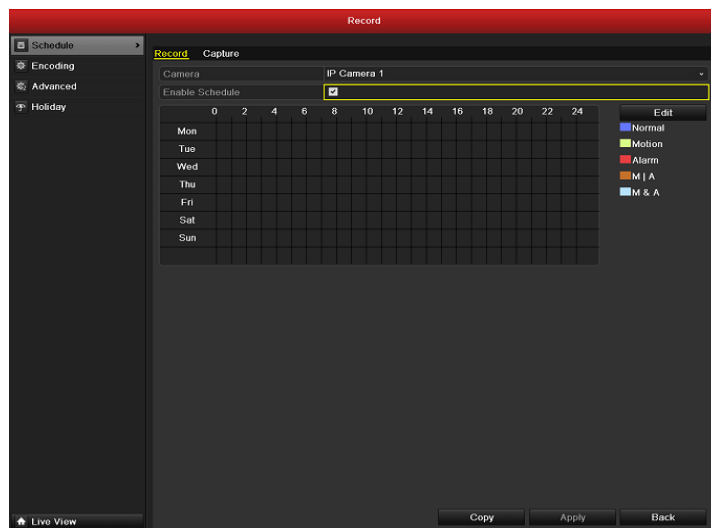 Record
Schedule
Encoding
Advanced
Holiday
Live View
Record Capture
Camera IP Camera 1
Enable Schedule
0 2 4 6 8 10 12 14 16 18 20 22 24
Mon
Tue
Wed
Thu
Fri
Sat
Sun
Edit
Normal
Motion
Alarm
M | A
M & A
Copy Apply Back